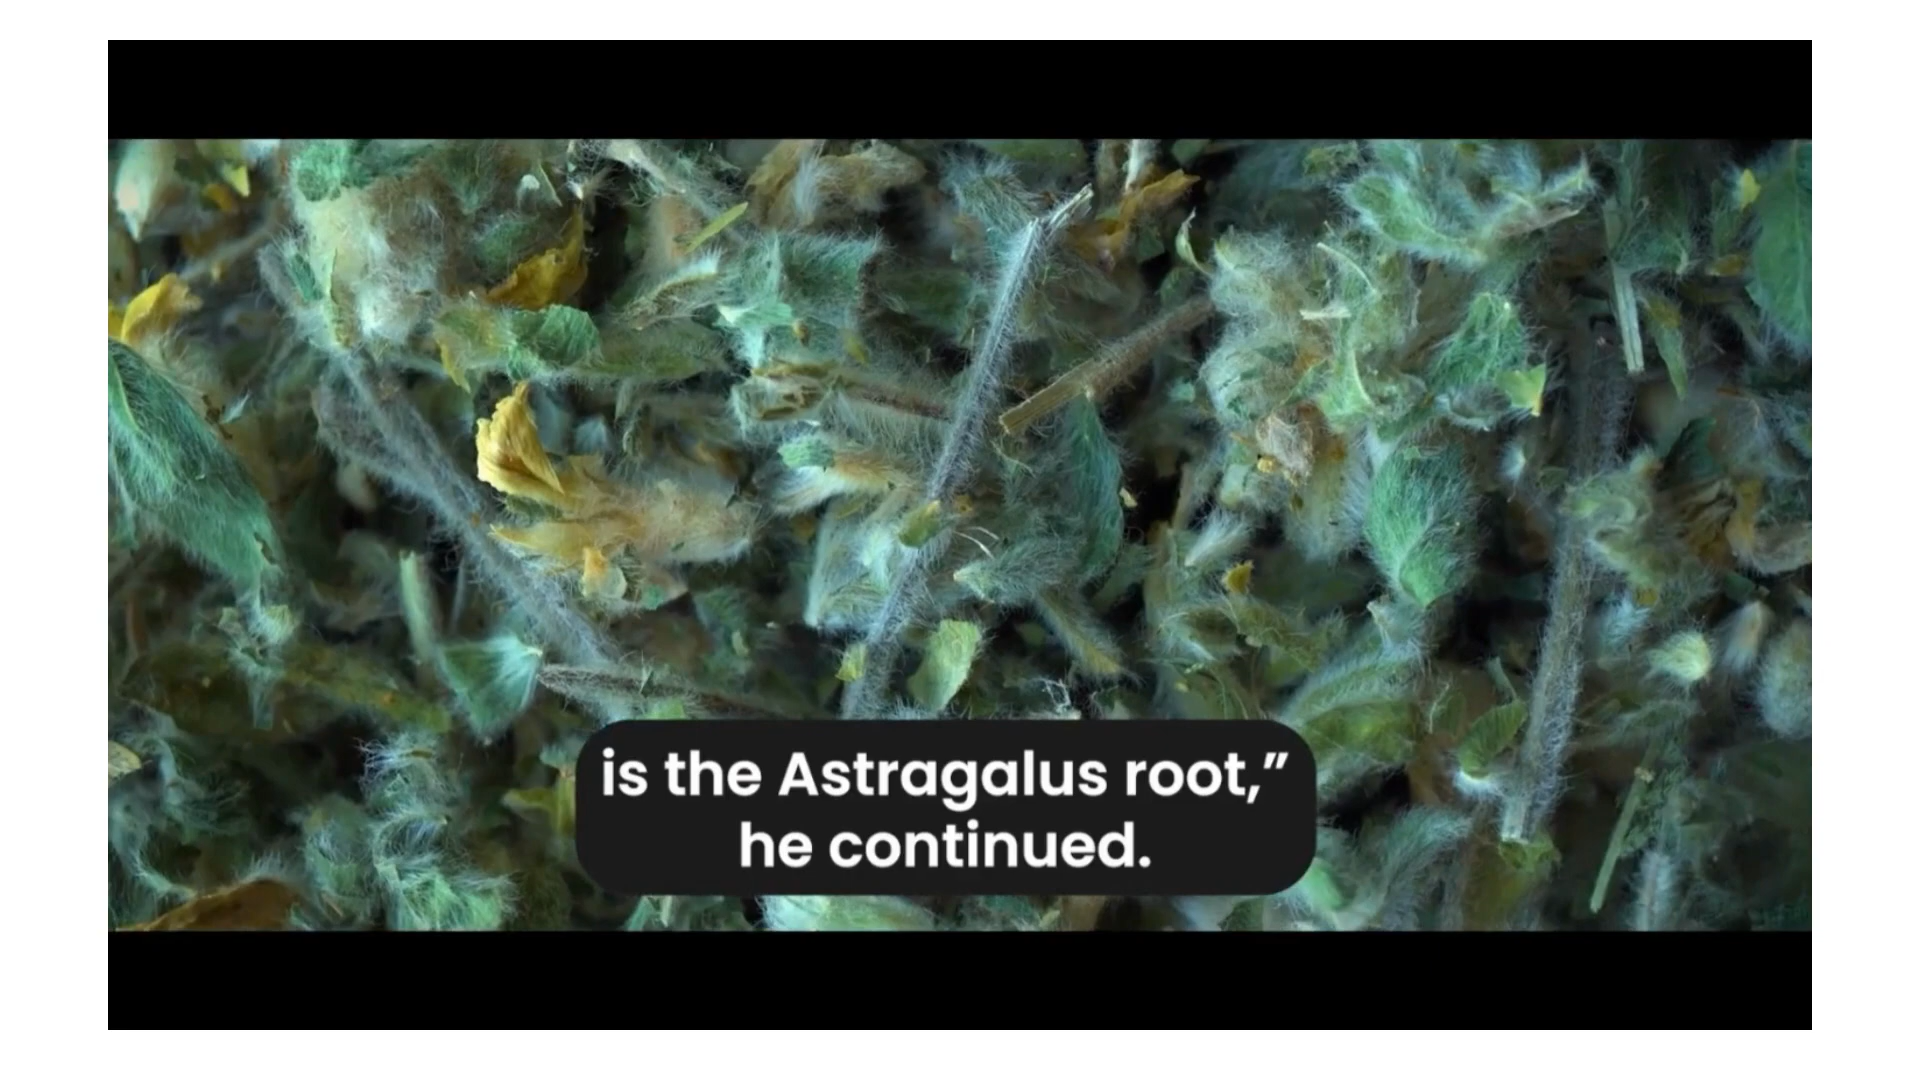 is the Astragalus root,”
he continued.